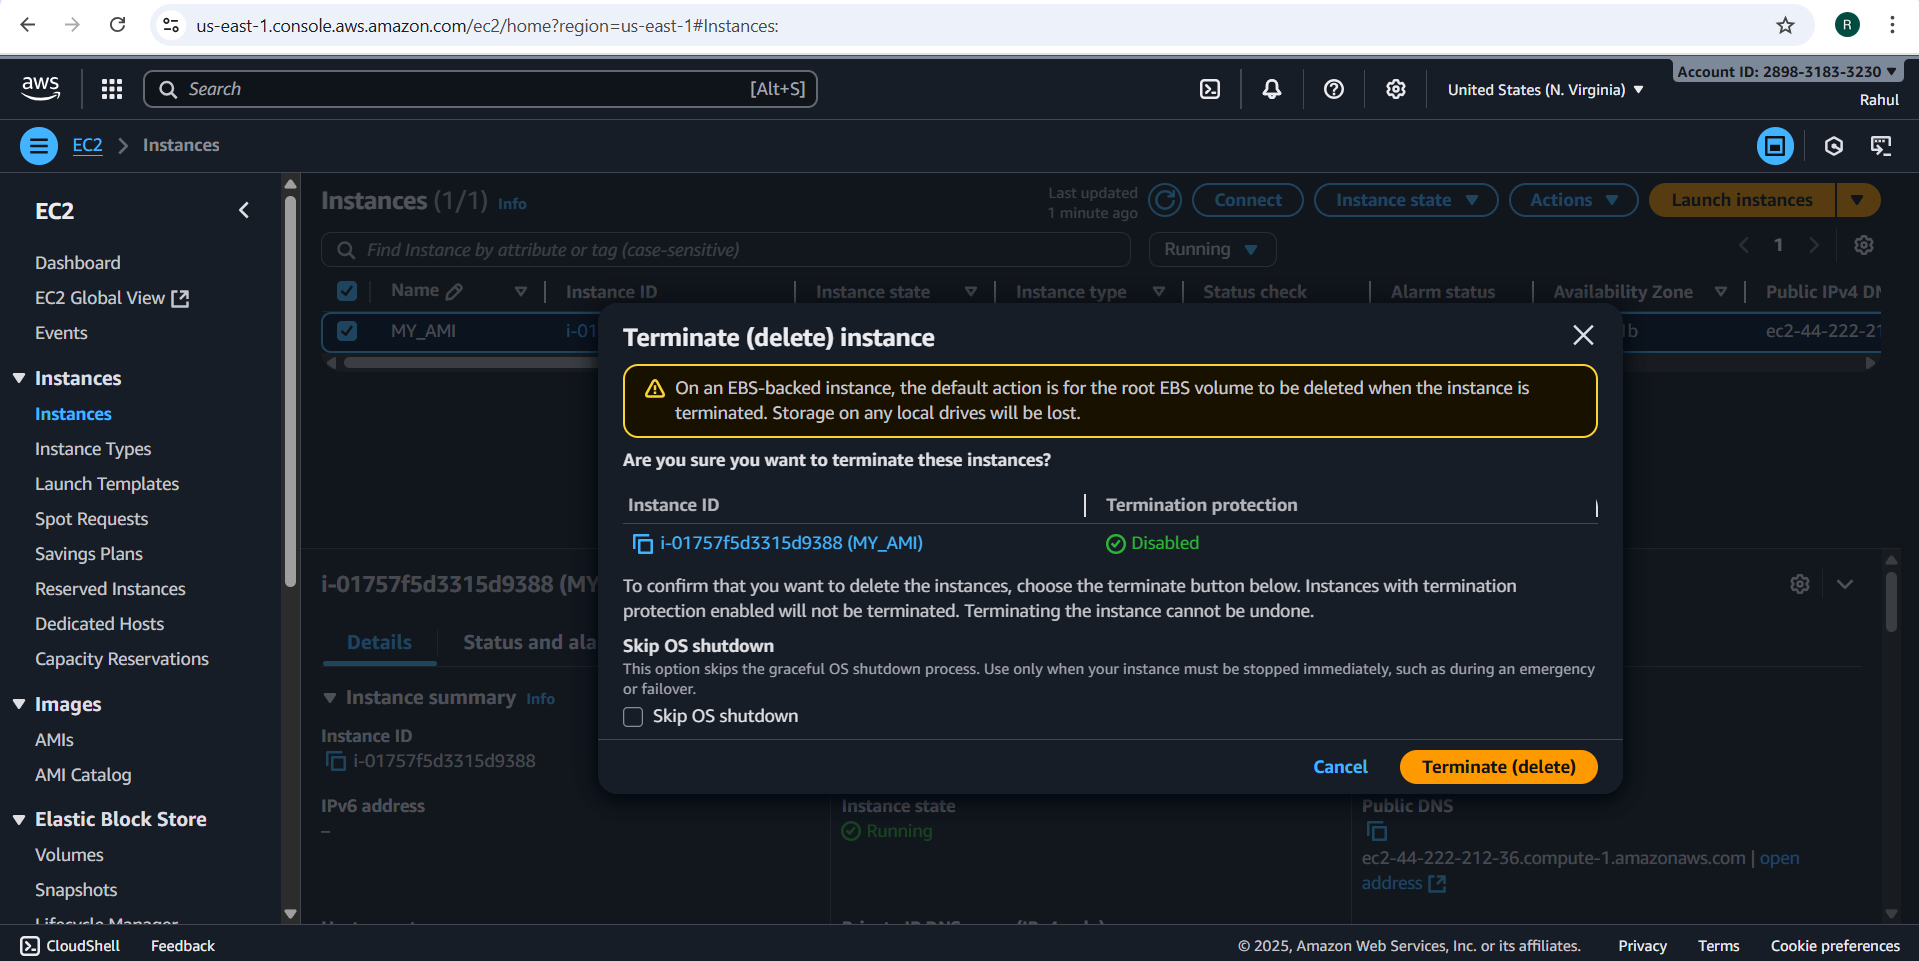 us-east-1.console.aws.amazon.com/ec2/home?region=us-east-1#Instances:
R
aws
Search
[Alt+S]
United States (N. Virginia)
Account ID: 2898-3183-3230
Rahul
EC2
Instances
EC2
Dashboard
EC2 Global View
Events
Instances
Instances
Instance Types
Launch Templates
Spot Requests
Savings Plans
Reserved Instances
Dedicated Hosts
Capacity Reservations
Images
AMIs
AMI Catalog
Elastic Block Store
Volumes
Snapshots
Lifecycle Manager
Instances (1/1) Info
Last updated
1 minute ago
Connect
Instance state
Actions
Launch instances
Find Instance by attribute or tag (case-sensitive)
Running
1
Name
Instance ID
Instance state
Instance type
Status check
Alarm status
Availability Zone
Public IPv4 DN
MY_AMI
i-01
1b
ec2-44-222-21
Terminate (delete) instance
On an EBS-backed instance, the default action is for the root EBS volume to be deleted when the instance is
terminated. Storage on any local drives will be lost.
Are you sure you want to terminate these instances?
Instance ID
Termination protection
i-01757f5d3315d9388 (MY_AMI)
Disabled
To confirm that you want to delete the instances, choose the terminate button below. Instances with termination
protection enabled will not be terminated. Terminating the instance cannot be undone.
Skip OS shutdown
This option skips the graceful OS shutdown process. Use only when your instance must be stopped immediately, such as during an emergency
or failover.
Skip OS shutdown
Cancel
Terminate (delete)
i-01757f5d3315d9388 (MY
Details
Status and ala
Instance summary Info
Instance ID
i-01757f5d3315d9388
IPv6 address
–
Instance state
Running
Public DNS
ec2-44-222-212-36.compute-1.amazonaws.com | open
address
CloudShell
Feedback
© 2025, Amazon Web Services, Inc. or its affiliates.
Privacy
Terms
Cookie preferences